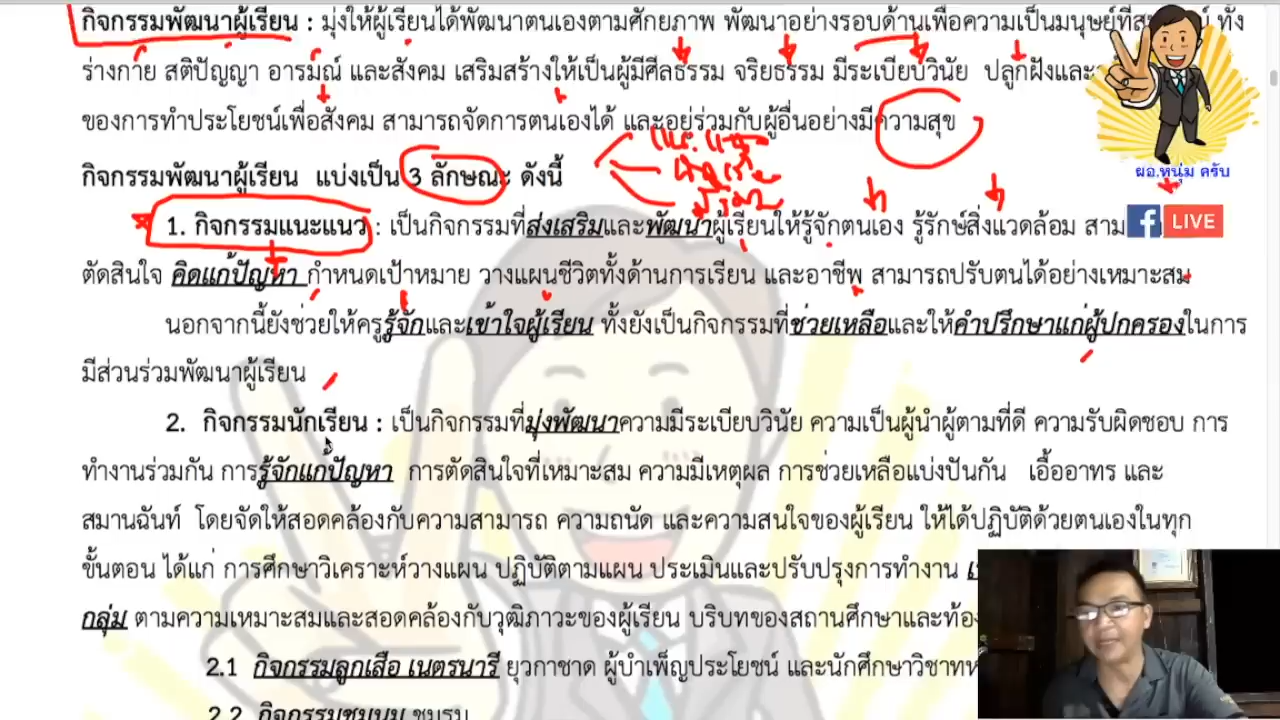 กิจกรรมพัฒนาผู้เรียน : มุ่งให้ผู้เรียนได้พัฒนาตนเองตามศักยภาพ พัฒนาอย่างรอบด้านเพื่อความเป็นมนุษย์ที่ ทั้ง
ร่างกาย สติปัญญา อารมณ์ และสังคม เสริมสร้างให้เป็นผู้มีศีลธรรม จริยธรรม มีระเบียบวินัย ปลูกฝังและ
ของการทำประโยชน์เพื่อสังคม สามารถจัดการตนเองได้ และอยู่ร่วมกับผู้อื่นอย่างมีความสุข
ผอ.หนุ่ม ครับ
กิจกรรมพัฒนาผู้เรียน แบ่งเป็น 3 ลักษณะ ดังนี้
1. กิจกรรมแนะแนว : เป็นกิจกรรมที่ส่งเสริมและพัฒนาผู้เรียนให้รู้จักตนเอง รู้รักษ์สิ่งแวดล้อม
f LIVE
ตัดสินใจ คิดแก้ปัญหา กำหนดเป้าหมาย วางแผนชีวิตทั้งด้านการเรียน และอาชีพ สามารถปรับตนได้อย่างเหมาะสม
นอกจากนี้ยังช่วยให้ครูรู้จักและเข้าใจผู้เรียน ทั้งยังเป็นกิจกรรมที่ช่วยเหลือและให้คำปรึกษาแก่ผู้ปกครองในการ
มีส่วนร่วมพัฒนาผู้เรียน
2. กิจกรรมนักเรียน : เป็นกิจกรรมที่มุ่งพัฒนาความมีระเบียบวินัย ความเป็นผู้นำผู้ตามที่ดี ความรับผิดชอบ การ
ทำงานร่วมกัน การรู้จักแก้ปัญหา การตัดสินใจที่เหมาะสม ความมีเหตุผล การช่วยเหลือแบ่งปันกัน เอื้ออาทร และ
สมานฉันท์ โดยจัดให้สอดคล้องกับความสามารถ ความถนัด และความสนใจของผู้เรียน ให้ได้ปฏิบัติด้วยตนเองในทุก
ขั้นตอน ได้แก่ การศึกษาวิเคราะห์วางแผน ปฏิบัติตามแผน ประเมินและปรับปรุงการทำงาน
กลุ่ม ตามความเหมาะสมและสอดคล้องกับวุฒิภาวะของผู้เรียน บริบทของสถานศึกษาและ
2.1 กิจกรรมลูกเสือ เนตรนารี ยุวกาชาด ผู้บำเพ็ญประโยชน์ และนักศึกษา
2.2 กิจกรรมชุมนุม ชมรม